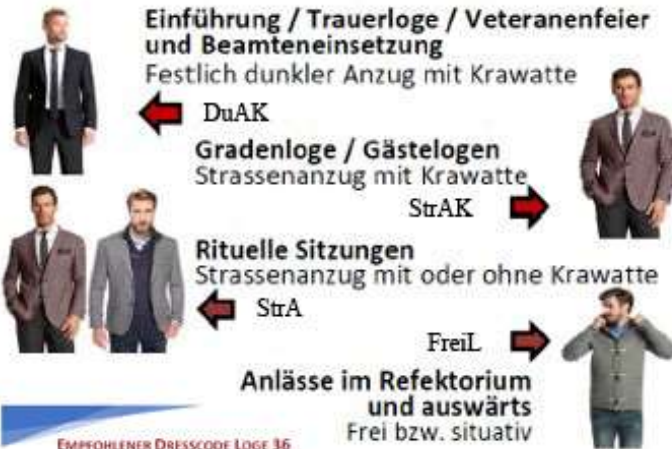 Einführung / Trauerloge / Veteranenfeier
und Beamteneinsetzung
Festlich dunkler Anzug mit Krawatte
DuAK
Gradenloge / Gästelogen
Strassenanzug mit Krawatte
StrAK
Rituelle Sitzungen
Strassenanzug mit oder ohne Krawatte
StrA
FreiL
Anlässe im Refektorium
und auswärts
Frei bzw. situativ
EMPFOHLENER DRESSCODE LOGE 36